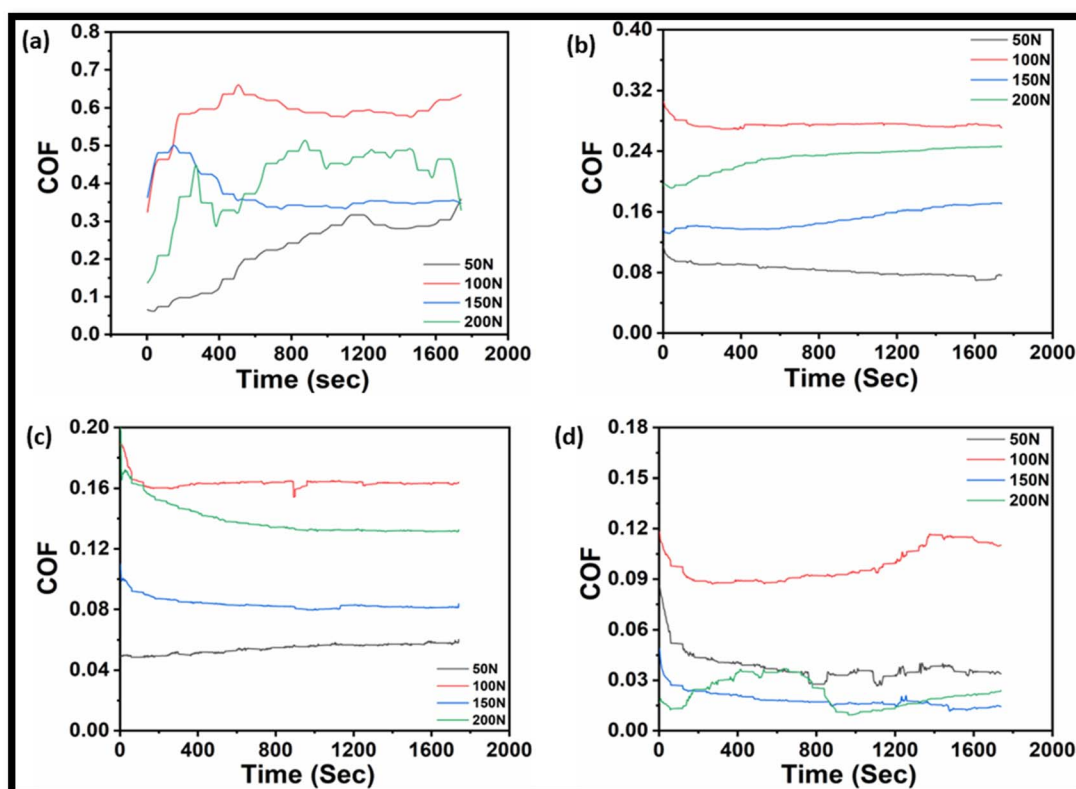 (a)
0.8
0.7
0.6
0.5
0.4
0.3
0.2
0.1
0.0
COF
0 400 800 1200 1600 2000
Time (sec)
50N
100N
150N
200N
(b)
0.40
0.32
0.24
0.16
0.08
0.00
COF
0 400 800 1200 1600 2000
Time (Sec)
50N
100N
150N
200N
(c)
0.20
0.16
0.12
0.08
0.04
0.00
COF
0 400 800 1200 1600 2000
Time (Sec)
50N
100N
150N
200N
(d)
0.18
0.15
0.12
0.09
0.06
0.03
0.00
COF
0 400 800 1200 1600 2000
Time (Sec)
50N
100N
150N
200N